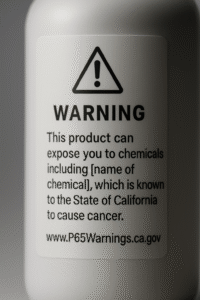 WARNING
This product can
expose you to chemicals
including [name of
chemical], which is known
to the State of California
to cause cancer.
www.P65Warnings.ca.gov